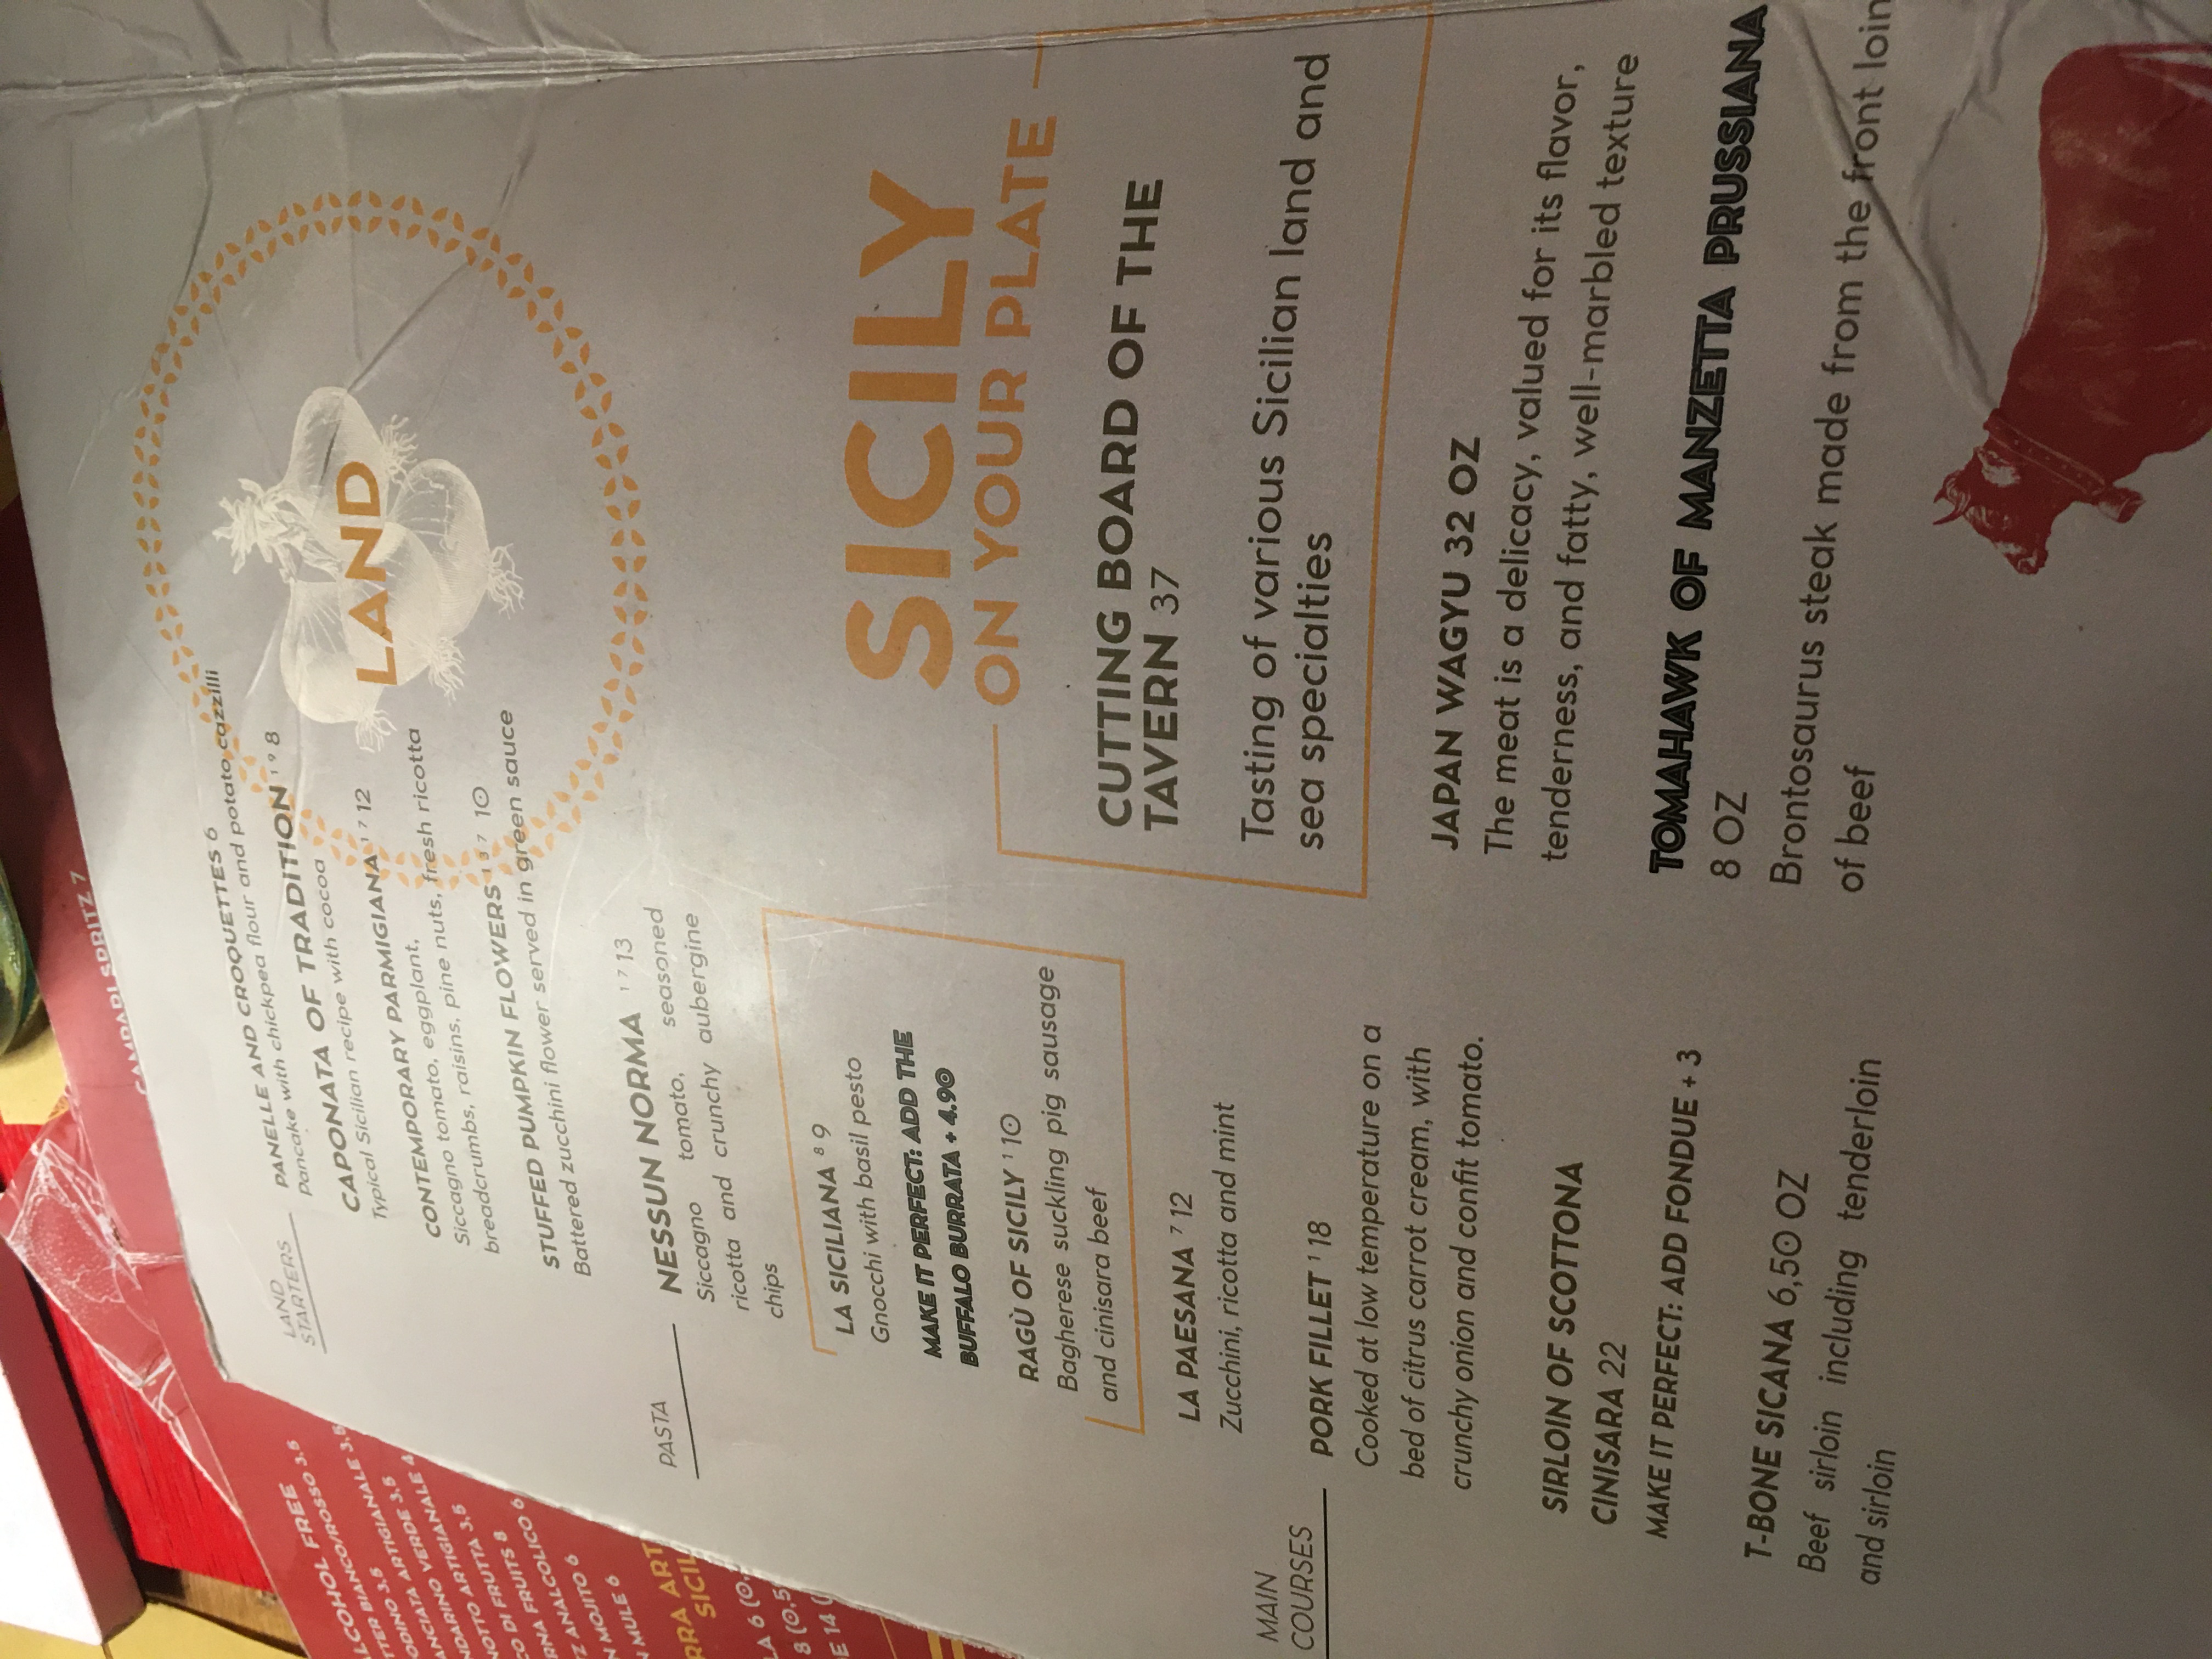 CAMPARI SPRITZ 7
ALCOHOL FREE
BIANCO/ROSSO 3,5
3,5
ARTIGIANALE 3,5
VERDE 3,5
ARTIGIANALE 4
DI FRUTTA 3,5
FRUITS 8
ANALCOLICO 6
MOJITO 6
MULE 6
SICIL
6 (0,
8 (0,5
14 (
LAND
STARTERS
PANELLE AND CROQUETTES 6
Pancake with chickpea flour and potato cazzilli
CAPONATA OF TRADITION 1 9 8
Typical Sicilian recipe with cocoa
CONTEMPORARY PARMIGIANA 1 7 12
Siccagno tomato, eggplant,
breadcrumbs, raisins, pine nuts, fresh ricotta
STUFFED PUMPKIN FLOWERS 1 3 7 10
Battered zucchini flower served in green sauce
LAND
PASTA
NESSUN NORMA 1 7 13
Siccagno tomato, seasoned
ricotta and crunchy aubergine
chips
LA SICILIANA 8 9
Gnocchi with basil pesto
MAKE IT PERFECT: ADD THE
BUFFALO BURRATA + 4.90
RAGÙ OF SICILY 1 10
Bagherese suckling pig sausage
and cinisara beef
LA PAESANA 7 12
Zucchini, ricotta and mint
MAIN
COURSES
PORK FILLET 1 18
Cooked at low temperature on a
bed of citrus carrot cream, with
crunchy onion and confit tomato.
SIRLOIN OF SCOTTONA
CINISARA 22
MAKE IT PERFECT: ADD FONDUE + 3
T-BONE SICANA 6,50 OZ
Beef sirloin including tenderloin
and sirloin
SICILY
ON YOUR PLATE
CUTTING BOARD OF THE
TAVERN 37
Tasting of various Sicilian land and
sea specialties
JAPAN WAGYU 32 OZ
The meat is a delicacy, valued for its flavor,
tenderness, and fatty, well-marbled texture
TOMAHAWK OF MANZETTA PRUSSIANA
8 OZ
Brontosaurus steak made from the front loin
of beef